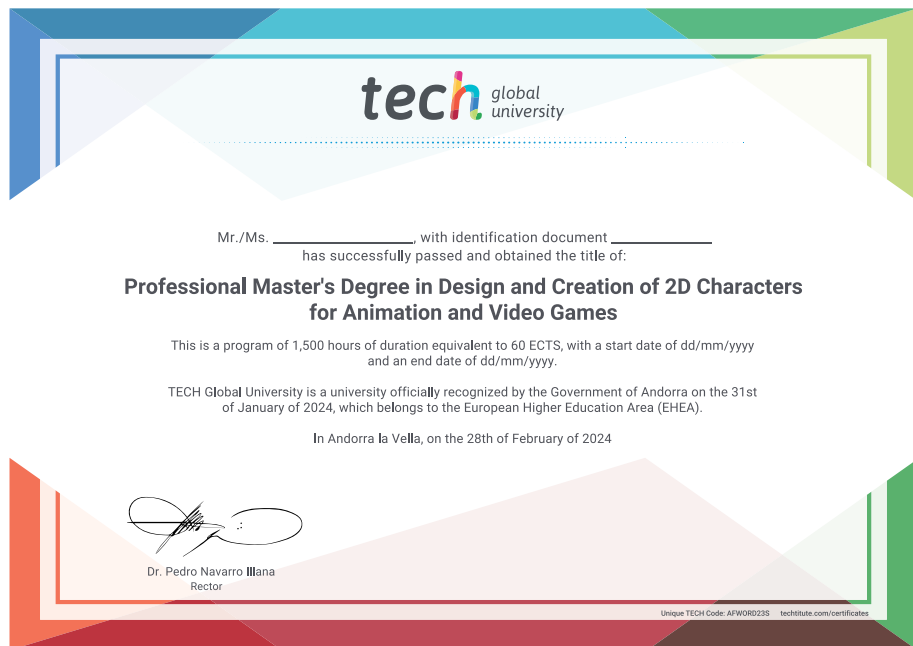 tech global
university
Mr./Ms. ____________, with identification document ____________
has successfully passed and obtained the title of:
Professional Master's Degree in Design and Creation of 2D Characters
for Animation and Video Games
This is a program of 1,500 hours of duration equivalent to 60 ECTS, with a start date of dd/mm/yyyy
and an end date of dd/mm/yyyy.
TECH Global University is a university officially recognized by the Government of Andorra on the 31st
of January of 2024, which belongs to the European Higher Education Area (EHEA).
In Andorra la Vella, on the 28th of February of 2024
Dr. Pedro Navarro Illana
Rector
Unique TECH Code: AFWORD23S techtitute.com/certificates